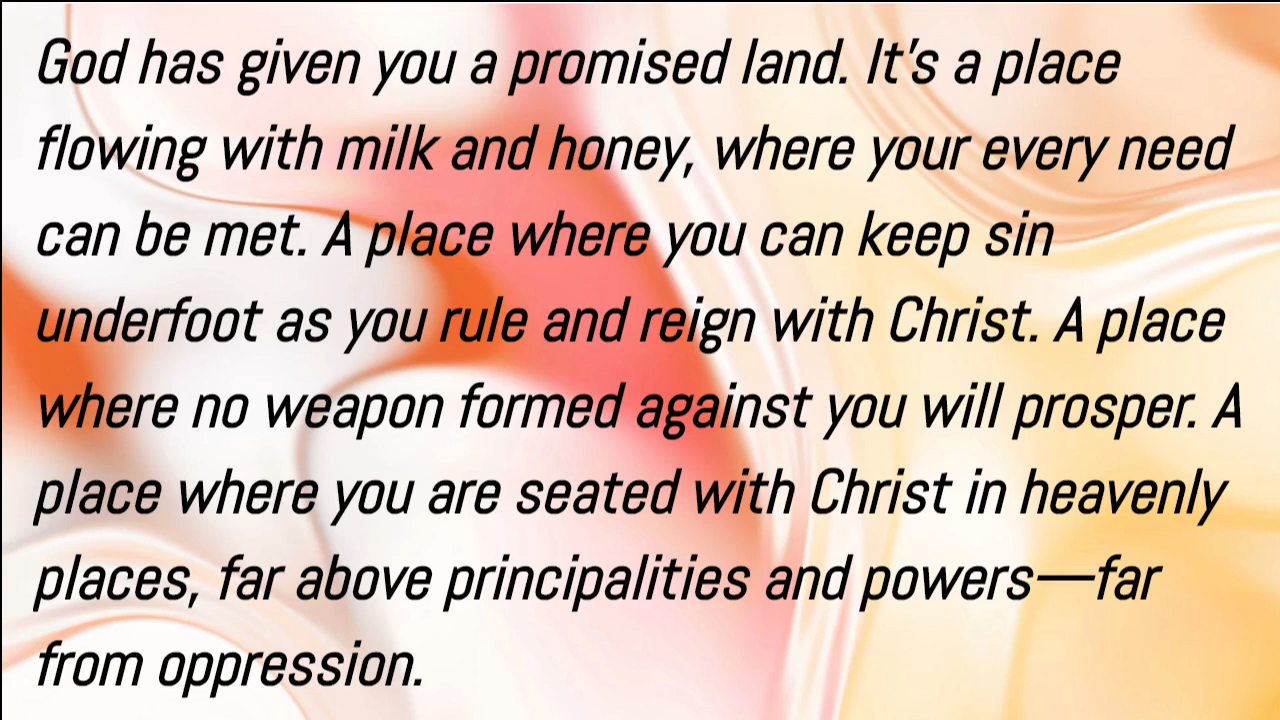 God has given you a promised land. It's a place
flowing with milk and honey, where your every need
can be met. A place where you can keep sin
underfoot as you rule and reign with Christ. A place
where no weapon formed against you will prosper. A
place where you are seated with Christ in heavenly
places, far above principalities and powers—far
from oppression.